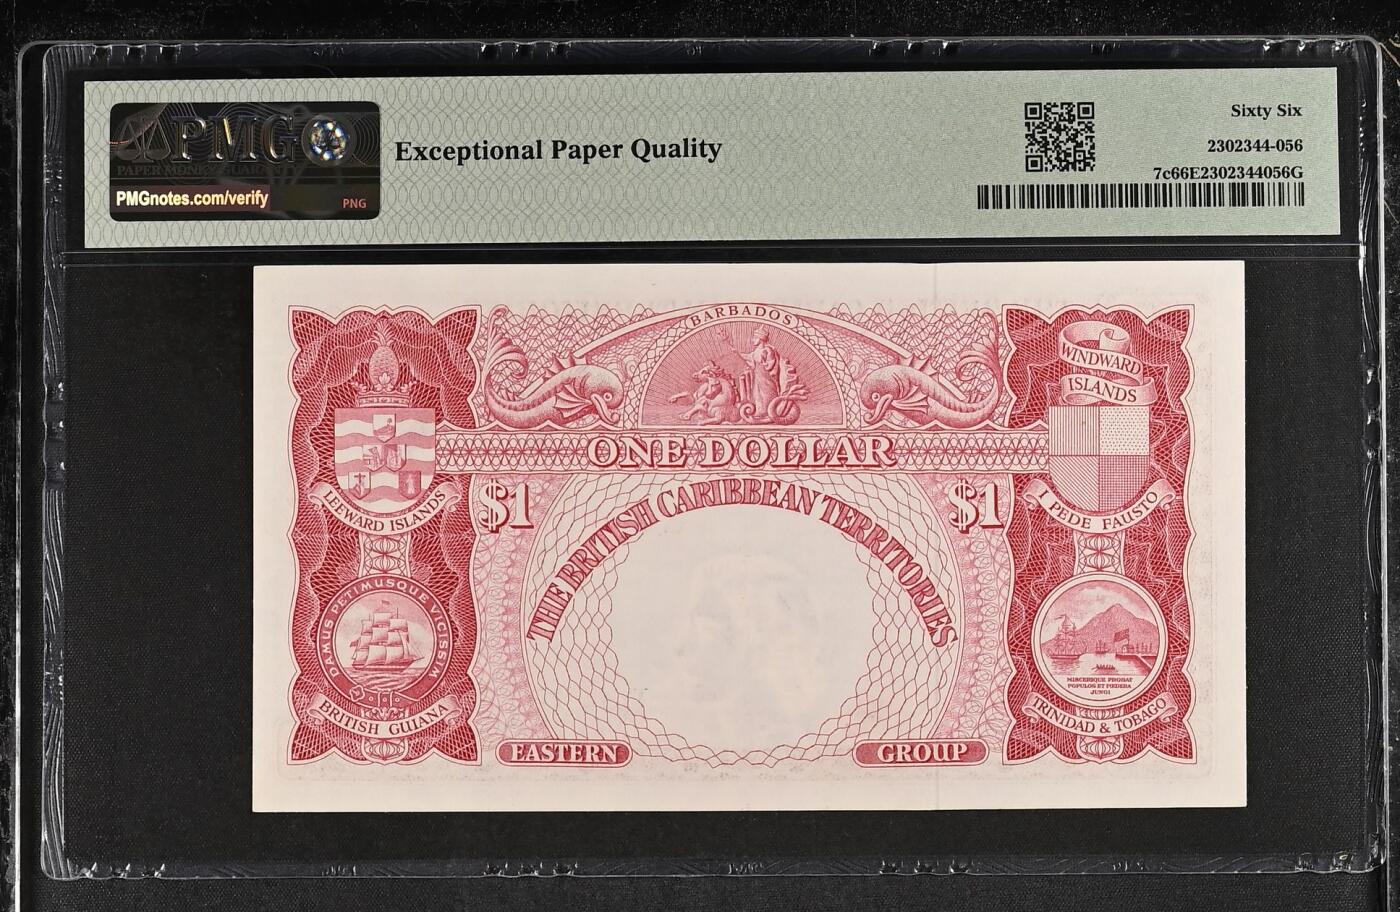 PMG
PAPER MONEY GUARANTY
PMGnotes.com/verify
PNG
Exceptional Paper Quality
Sixty Six
2302344-056
7c66E2302344056G
BARBADOS
WINDWARD
ISLANDS
ONE DOLLAR
LEEWARD ISLANDS
$1
THE BRITISH CARIBBEAN TERRITORIES
$1
I PEDE FAUSTO
DAMUS PETIMUSQUE VICISSIM
BRITISH GUIANA
MISCERIQUE PROBAT
POPULOS ET FŒDERA
JUNGI
TRINIDAD & TOBAGO
EASTERN
GROUP